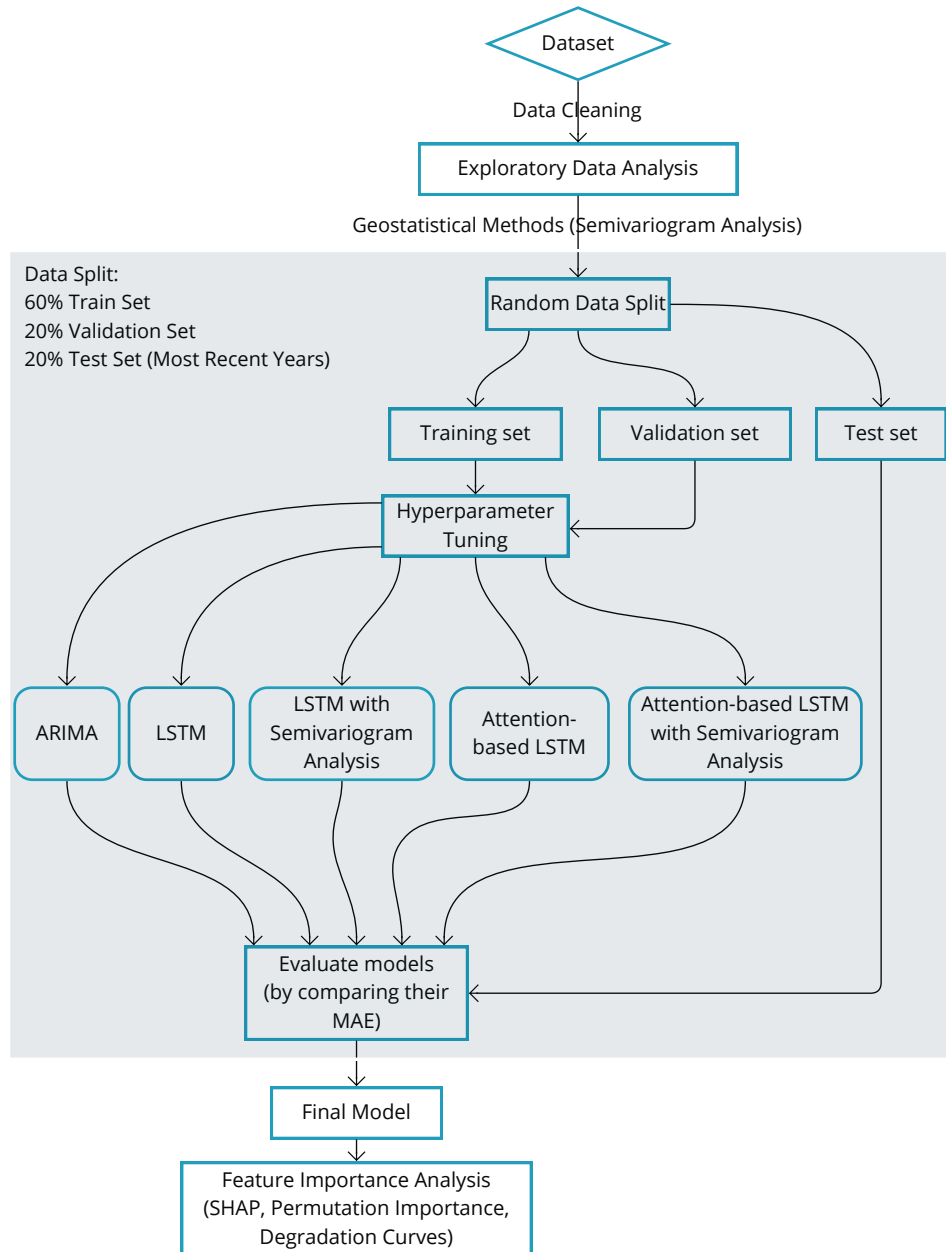 Dataset
Data Cleaning
Exploratory Data Analysis
Geostatistical Methods (Semivariogram Analysis)
Data Split:
60% Train Set
20% Validation Set
20% Test Set (Most Recent Years)
Random Data Split
Training set
Validation set
Test set
Hyperparameter
Tuning
ARIMA
LSTM
LSTM with
Semivariogram
Analysis
Attention-
based LSTM
Attention-based LSTM
with Semivariogram
Analysis
Evaluate models
(by comparing their
MAE)
Final Model
Feature Importance Analysis
(SHAP, Permutation Importance,
Degradation Curves)